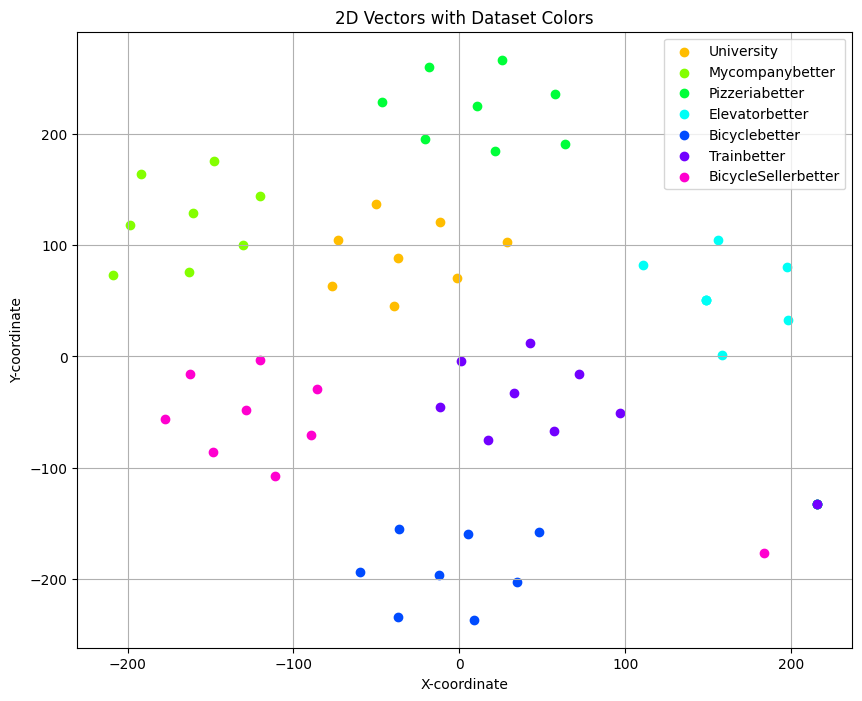 2D Vectors with Dataset Colors
University
Mycompanybetter
Pizzeriabetter
Elevatorbetter
Bicyclebetter
Trainbetter
BicycleSellerbetter
200
100
0
−100
−200
Y-coordinate
−200 −100 0 100 200
X-coordinate